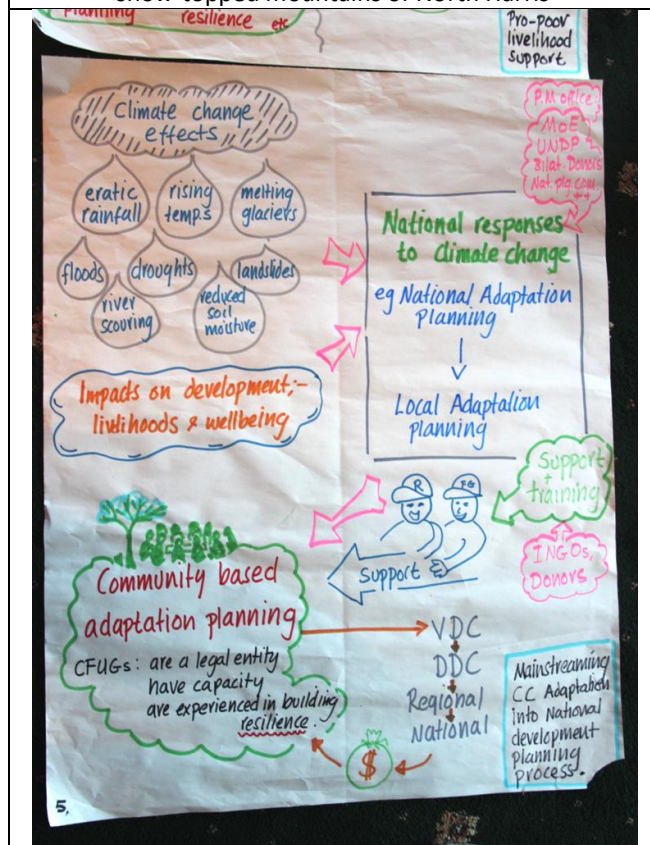 snow-topped mountains of North Harris
planning resilience etc
Pro-poor
livelihood
support.
Climate change
effects
eratic
rainfall
rising
temp.s
melting
glaciers
floods
droughts
landslides
river
scouring
reduced
soil
moisture
Impacts on development;-
livlihoods & wellbeing
P.M office
MoE
UNDP
Bilat. Donors
Nat. plg. com
++
National responses
to climate change
eg National Adaptation
planning
Local Adaptation
planning
Support
+
training
INGOs,
Donors
R FG
Support
Community based
adaptation planning
CFUGs: are a legal entity
have capacity
are experienced in building
resilience.
VDC
DDC
Regional
National
$
Mainstreaming
CC Adaptation
into National
development
planning
process.
5,